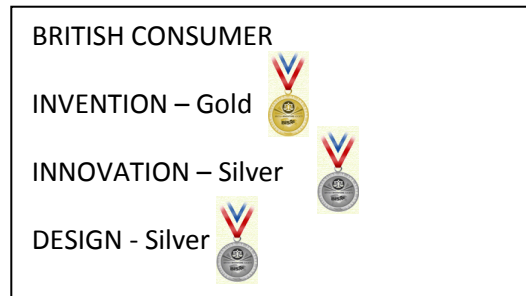 BRITISH CONSUMER
INVENTION – Gold
INNOVATION – Silver
DESIGN - Silver